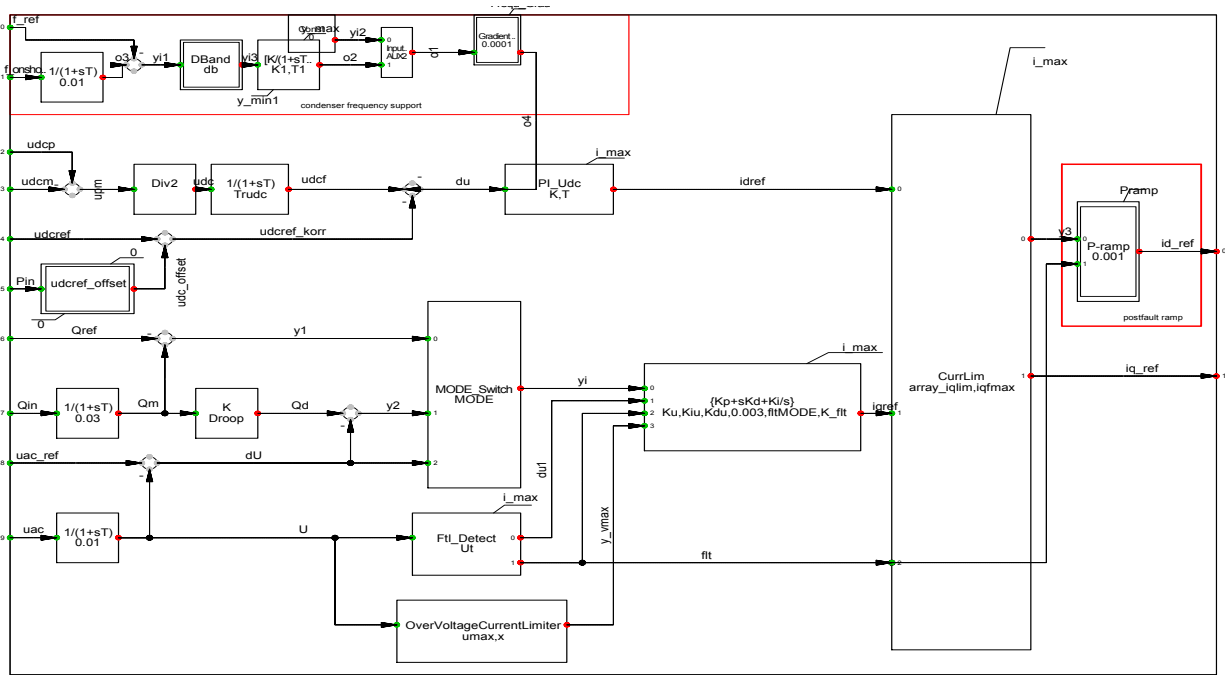 f_ref
o3
yi1
yi3
yi2
o2
o1
1/(1+sT)
0.01
DBand
db
[K/(1+sT..
K1,T1
y_min1
Input..
AUX2
Gradient..
0.0001
condenser frequency support
o4
i_max
udcp
udcm
upm
Div2
udc
1/(1+sT)
Trudc
udcf
du
i_max
PI_Udc
K,T
idref
udcref
udcref_korr
udc_offset
Pin
udcref_offset
0
0
Pramp
y3
P-ramp
0.001
id_ref
postfault ramp
Qref
y1
Qin
1/(1+sT)
0.03
Qm
K
Droop
Qd
y2
MODE_Switch
MODE
yi
i_max
{Kp+sKd+Ki/s}
Ku,Kiu,Kdu,0.003,fltMODE,K_flt
iqref
CurrLim
array_iqlim,iqfmax
iq_ref
uac_ref
dU
du1
y_vmax
uac
1/(1+sT)
0.01
U
i_max
Ftl_Detect
Ut
flt
OverVoltageCurrentLimiter
umax,x